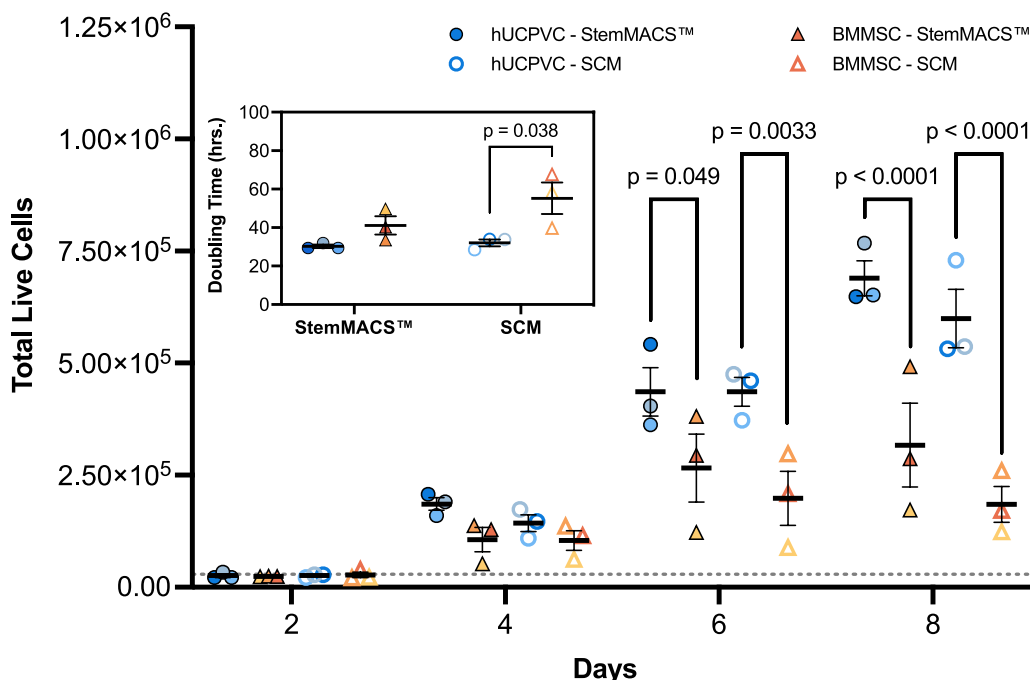 1.25×10⁶
1.00×10⁶
7.50×10⁵
5.00×10⁵
2.50×10⁵
0.00
Total Live Cells
hUCPVC - StemMACS™
hUCPVC - SCM
BMMSC - StemMACS™
BMMSC - SCM
100
80
60
40
20
0
Doubling Time (hrs.)
p = 0.038
StemMACS™
SCM
p = 0.049
p = 0.0033
p < 0.0001
p < 0.0001
2
4
6
8
Days